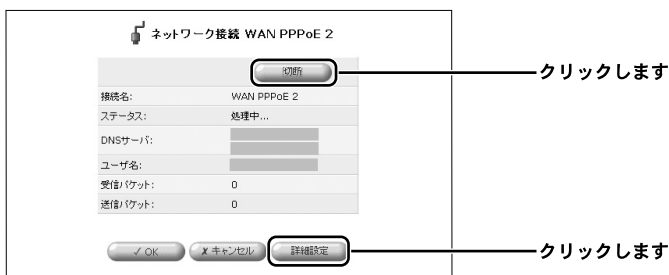 ネットワーク接続 WAN PPPoE 2
切断
クリックします
接続名: WAN PPPoE 2
ステータス: 処理中...
DNSサーバ:
ユーザ名:
受信パケット: 0
送信パケット: 0
✓ OK ✗ キャンセル 詳細設定
クリックします